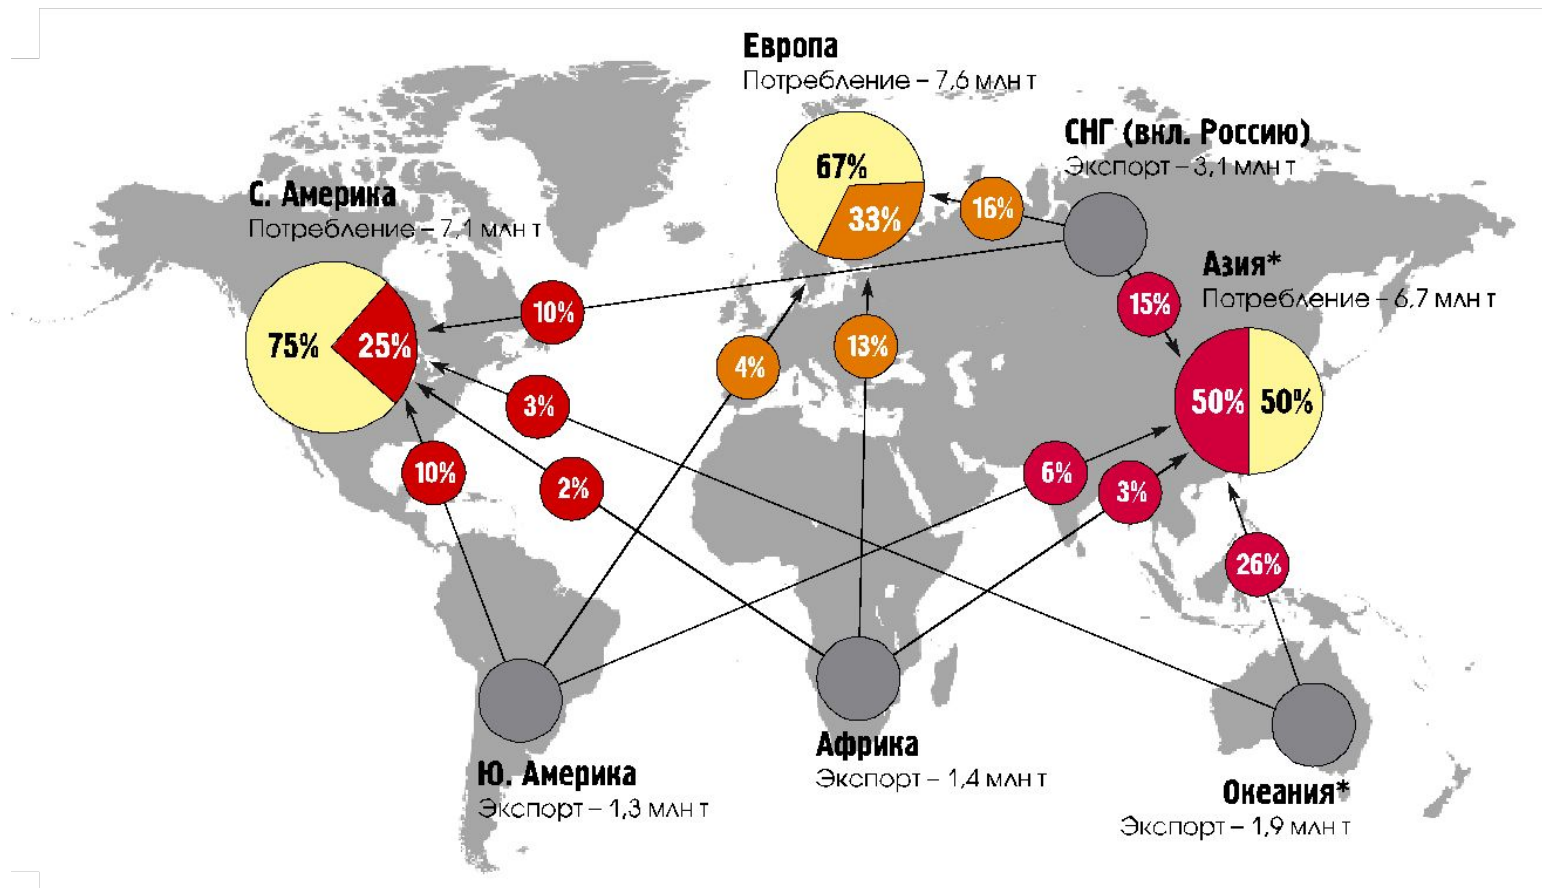 Европа
Потребление – 7,6 млн т
67%
33%
СНГ (вкл. Россию)
Экспорт – 3,1 млн т
16%
С. Америка
Потребление – 7,1 млн т
75%
25%
10%
Азия*
Потребление – 6,7 млн т
15%
50%
50%
4%
13%
3%
10%
2%
6%
3%
26%
Ю. Америка
Экспорт – 1,3 млн т
Африка
Экспорт – 1,4 млн т
Океания*
Экспорт – 1,9 млн т